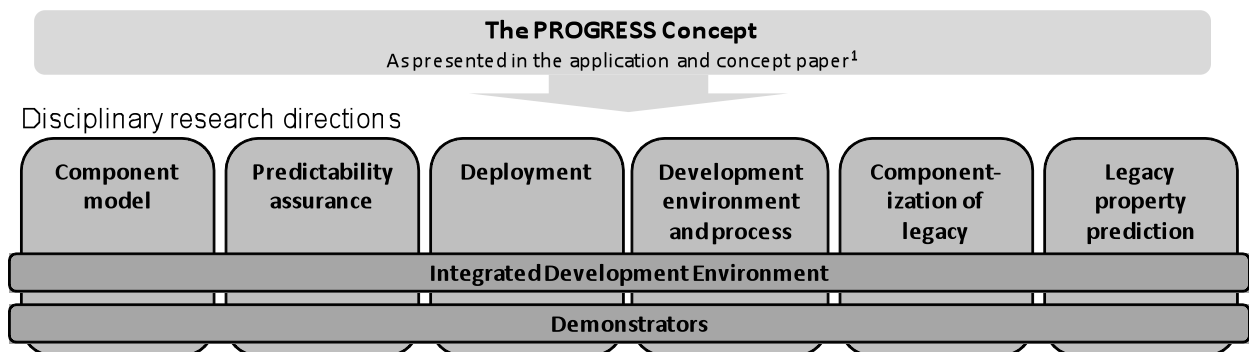 The PROGRESS Concept
As presented in the application and concept paper¹
Disciplinary research directions
Component
model
Predictability
assurance
Deployment
Development
environment
and process
Component-
ization of
legacy
Legacy
property
prediction
Integrated Development Environment
Demonstrators